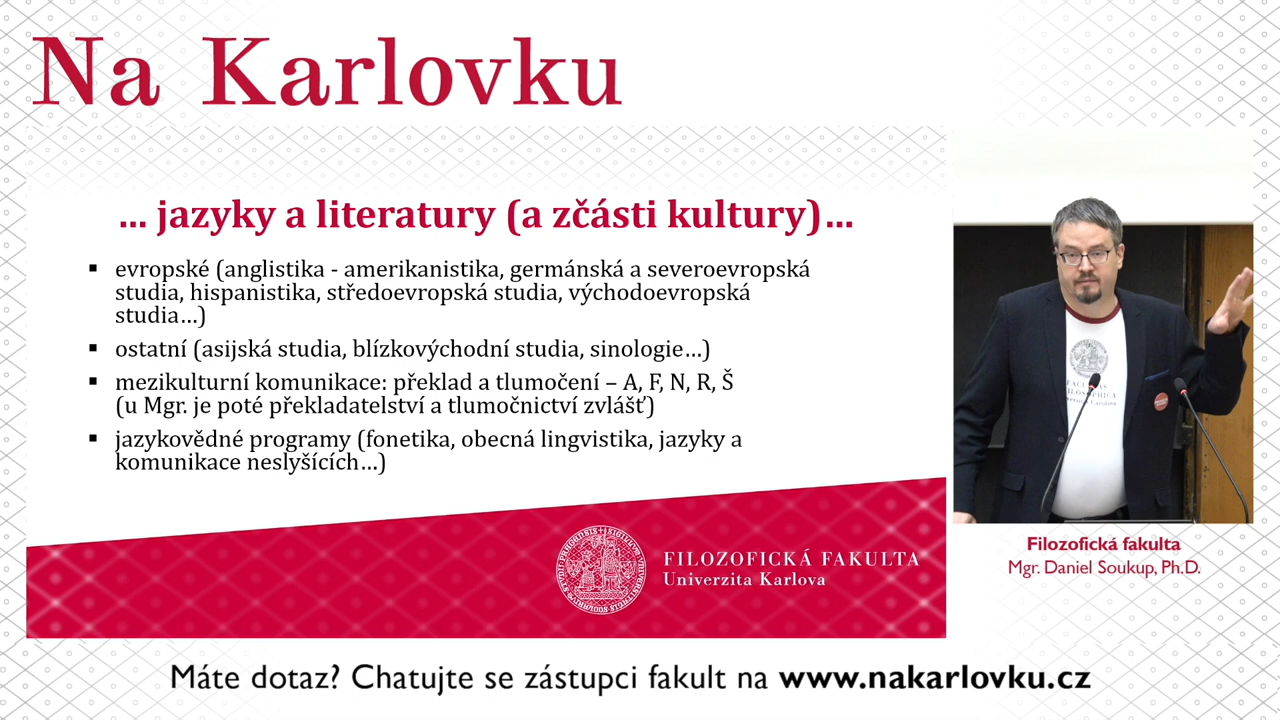 Na Karlovku
... jazyky a literatury (a zčásti kultury)...
▪ evropské (anglistika - amerikanistika, germánská a severoevropská
studia, hispanistika, středoevropská studia, východoevropská
studia...)
▪ ostatní (asijská studia, blízkovýchodní studia, sinologie...)
▪ mezikulturní komunikace: překlad a tlumočení – A, F, N, R, Š
(u Mgr. je poté překladatelství a tlumočnictví zvlášť)
▪ jazykovědné programy (fonetika, obecná lingvistika, jazyky a
komunikace neslyšících...)
FILOZOFICKÁ FAKULTA
Univerzita Karlova
Filozofická fakulta
Mgr. Daniel Soukup, Ph.D.
Máte dotaz? Chatujte se zástupci fakult na www.nakarlovku.cz